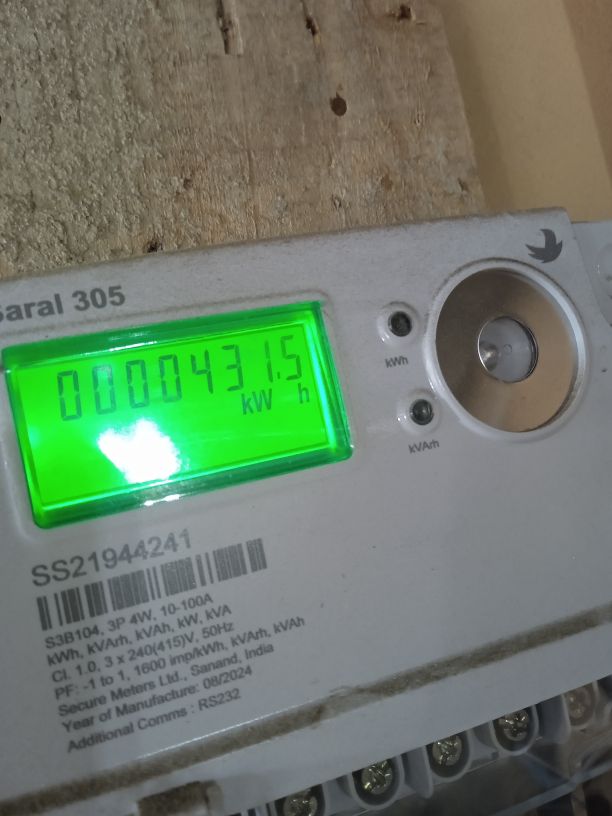 Saral 305
0000431.5
kW h
kWh
kVArh
SS21944241
S3B104, 3P 4W, 10-100A
kWh, kVArh, kVAh, kW, kVA
Cl. 1.0, 3 x 240(415)V, 50Hz
PF: -1 to 1, 1600 imp/kWh, kVArh, kVAh
Secure Meters Ltd., Sanand, India
Year of Manufacture: 08/2024
Additional Comms : RS232